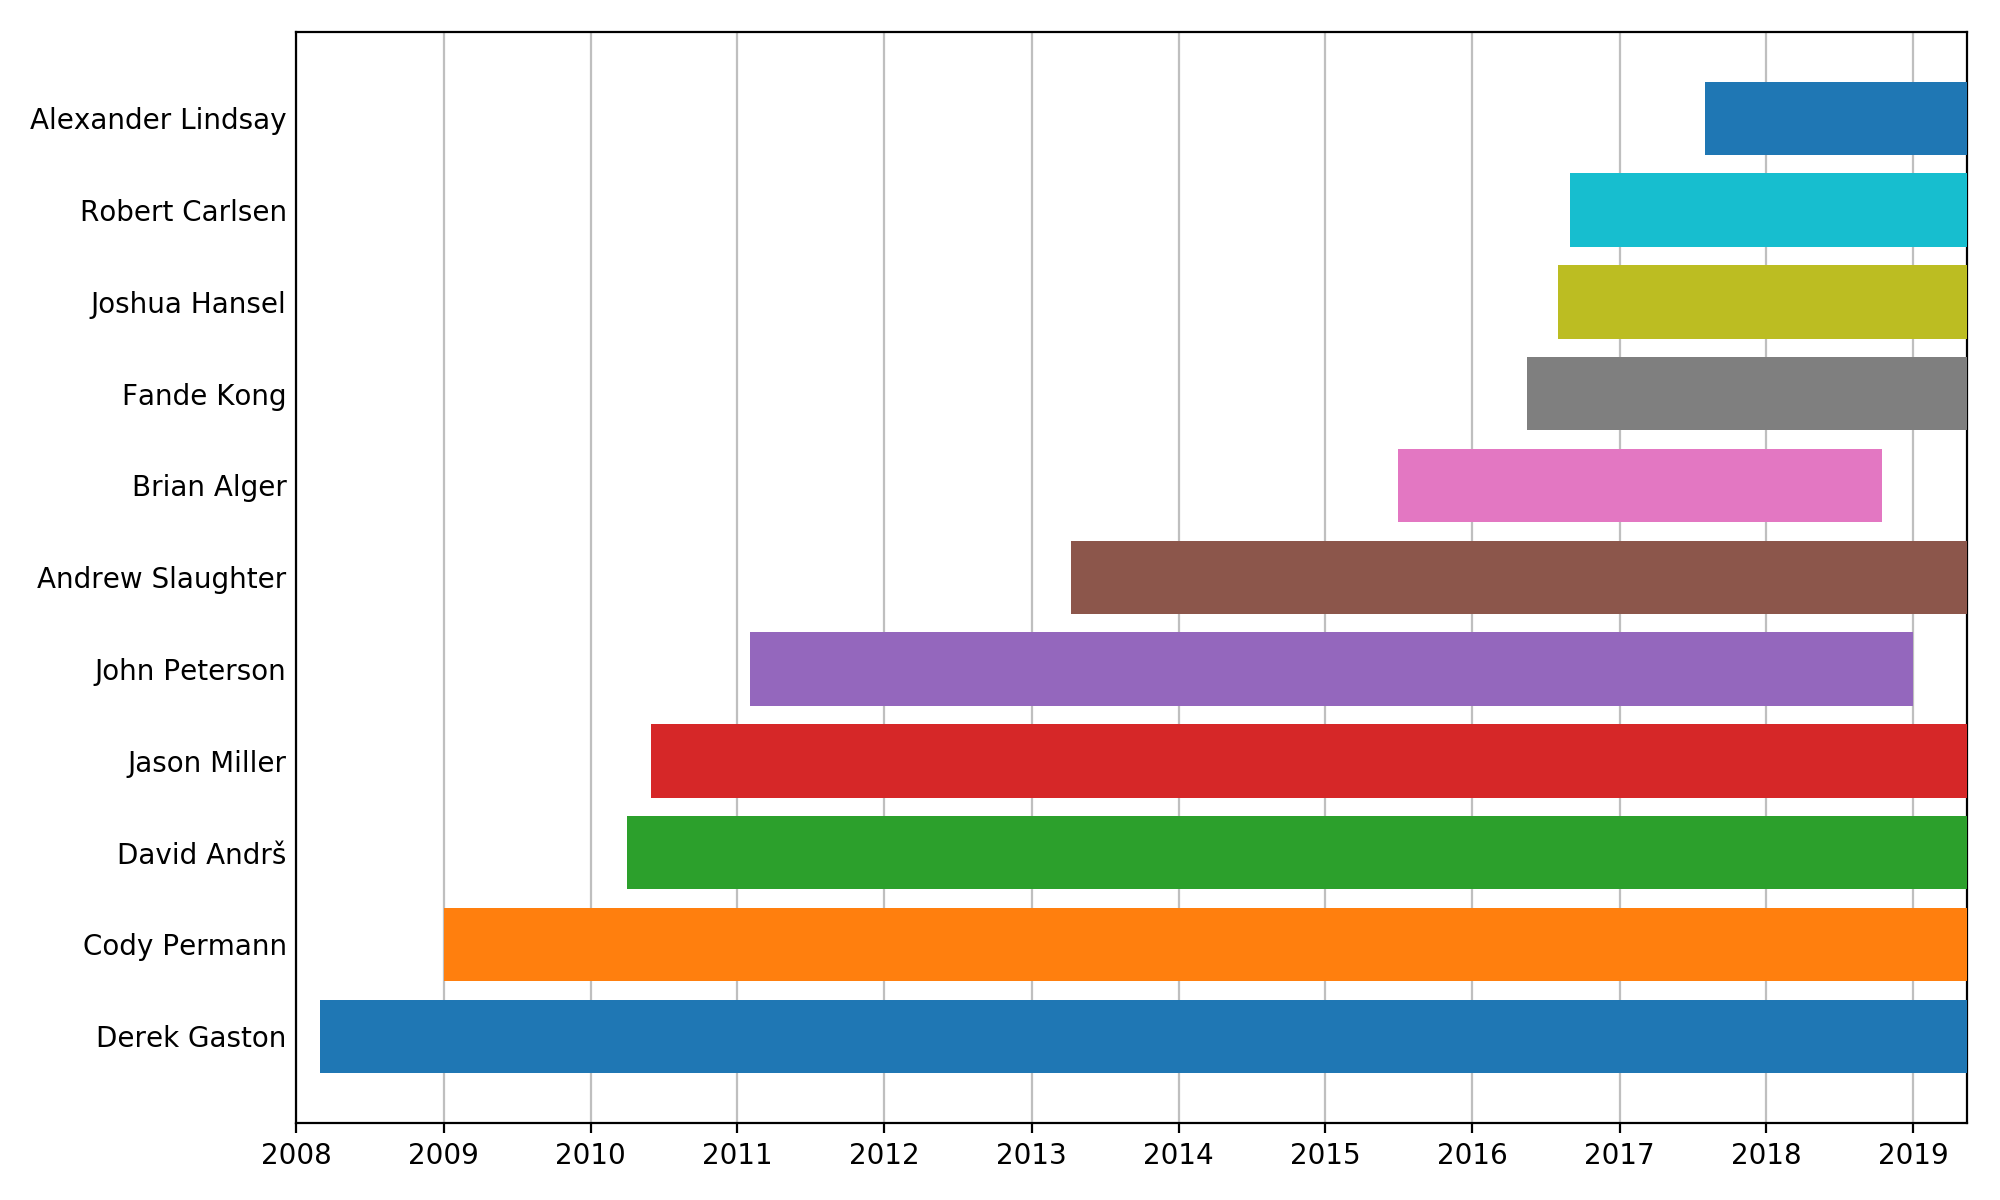 Alexander Lindsay
Robert Carlsen
Joshua Hansel
Fande Kong
Brian Alger
Andrew Slaughter
John Peterson
Jason Miller
David Andrš
Cody Permann
Derek Gaston
2008 2009 2010 2011 2012 2013 2014 2015 2016 2017 2018 2019